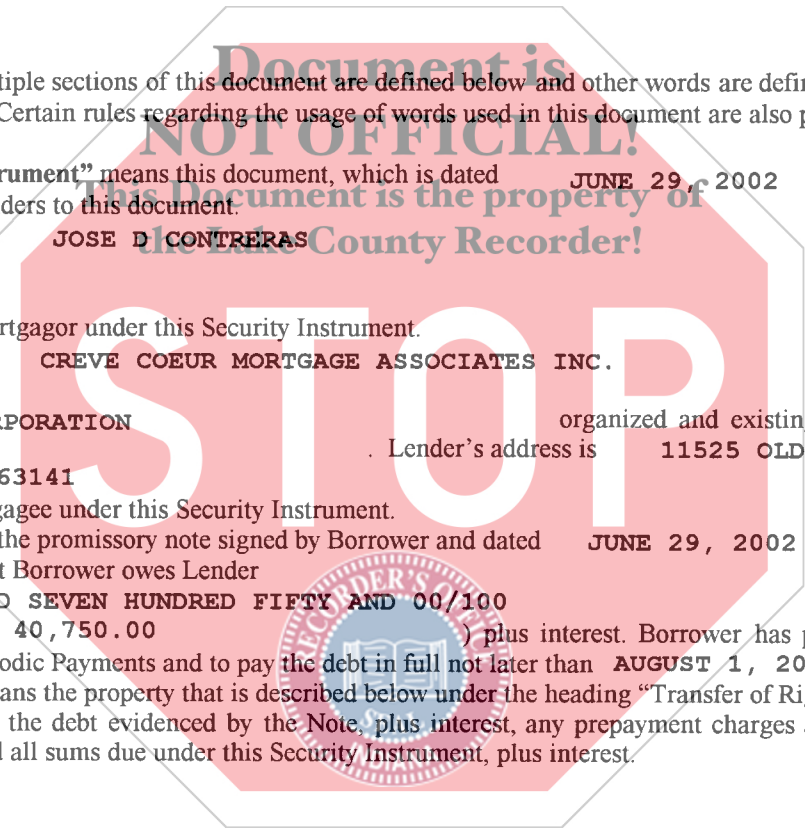 Document is
tiple sections of this document are defined below and other words are defin
NOT OFFICIAL!
Certain rules regarding the usage of words used in this document are also p
rument” means this document, which is dated JUNE 29, 2002
This Document is the property of
ders to this document.
the Lake County Recorder!
JOSE D CONTRERAS
rtgagor under this Security Instrument.
CREVE COEUR MORTGAGE ASSOCIATES INC.
STOP
RPORATION organized and existin
. Lender’s address is 11525 OLD
63141
gagee under this Security Instrument.
the promissory note signed by Borrower and dated JUNE 29, 2002
t Borrower owes Lender
D SEVEN HUNDRED FIFTY AND 00/100
40,750.00 ) plus interest. Borrower has p
odic Payments and to pay the debt in full not later than AUGUST 1, 20
ans the property that is described below under the heading “Transfer of Ri
the debt evidenced by the Note, plus interest, any prepayment charges
l all sums due under this Security Instrument, plus interest.
RECORDER'S OFFICE
SEAL
INDIANA